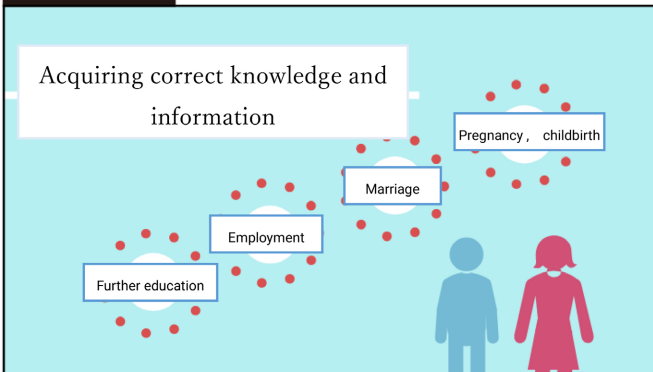 Acquiring correct knowledge and
information
Pregnancy, childbirth
Marriage
Employment
Further education